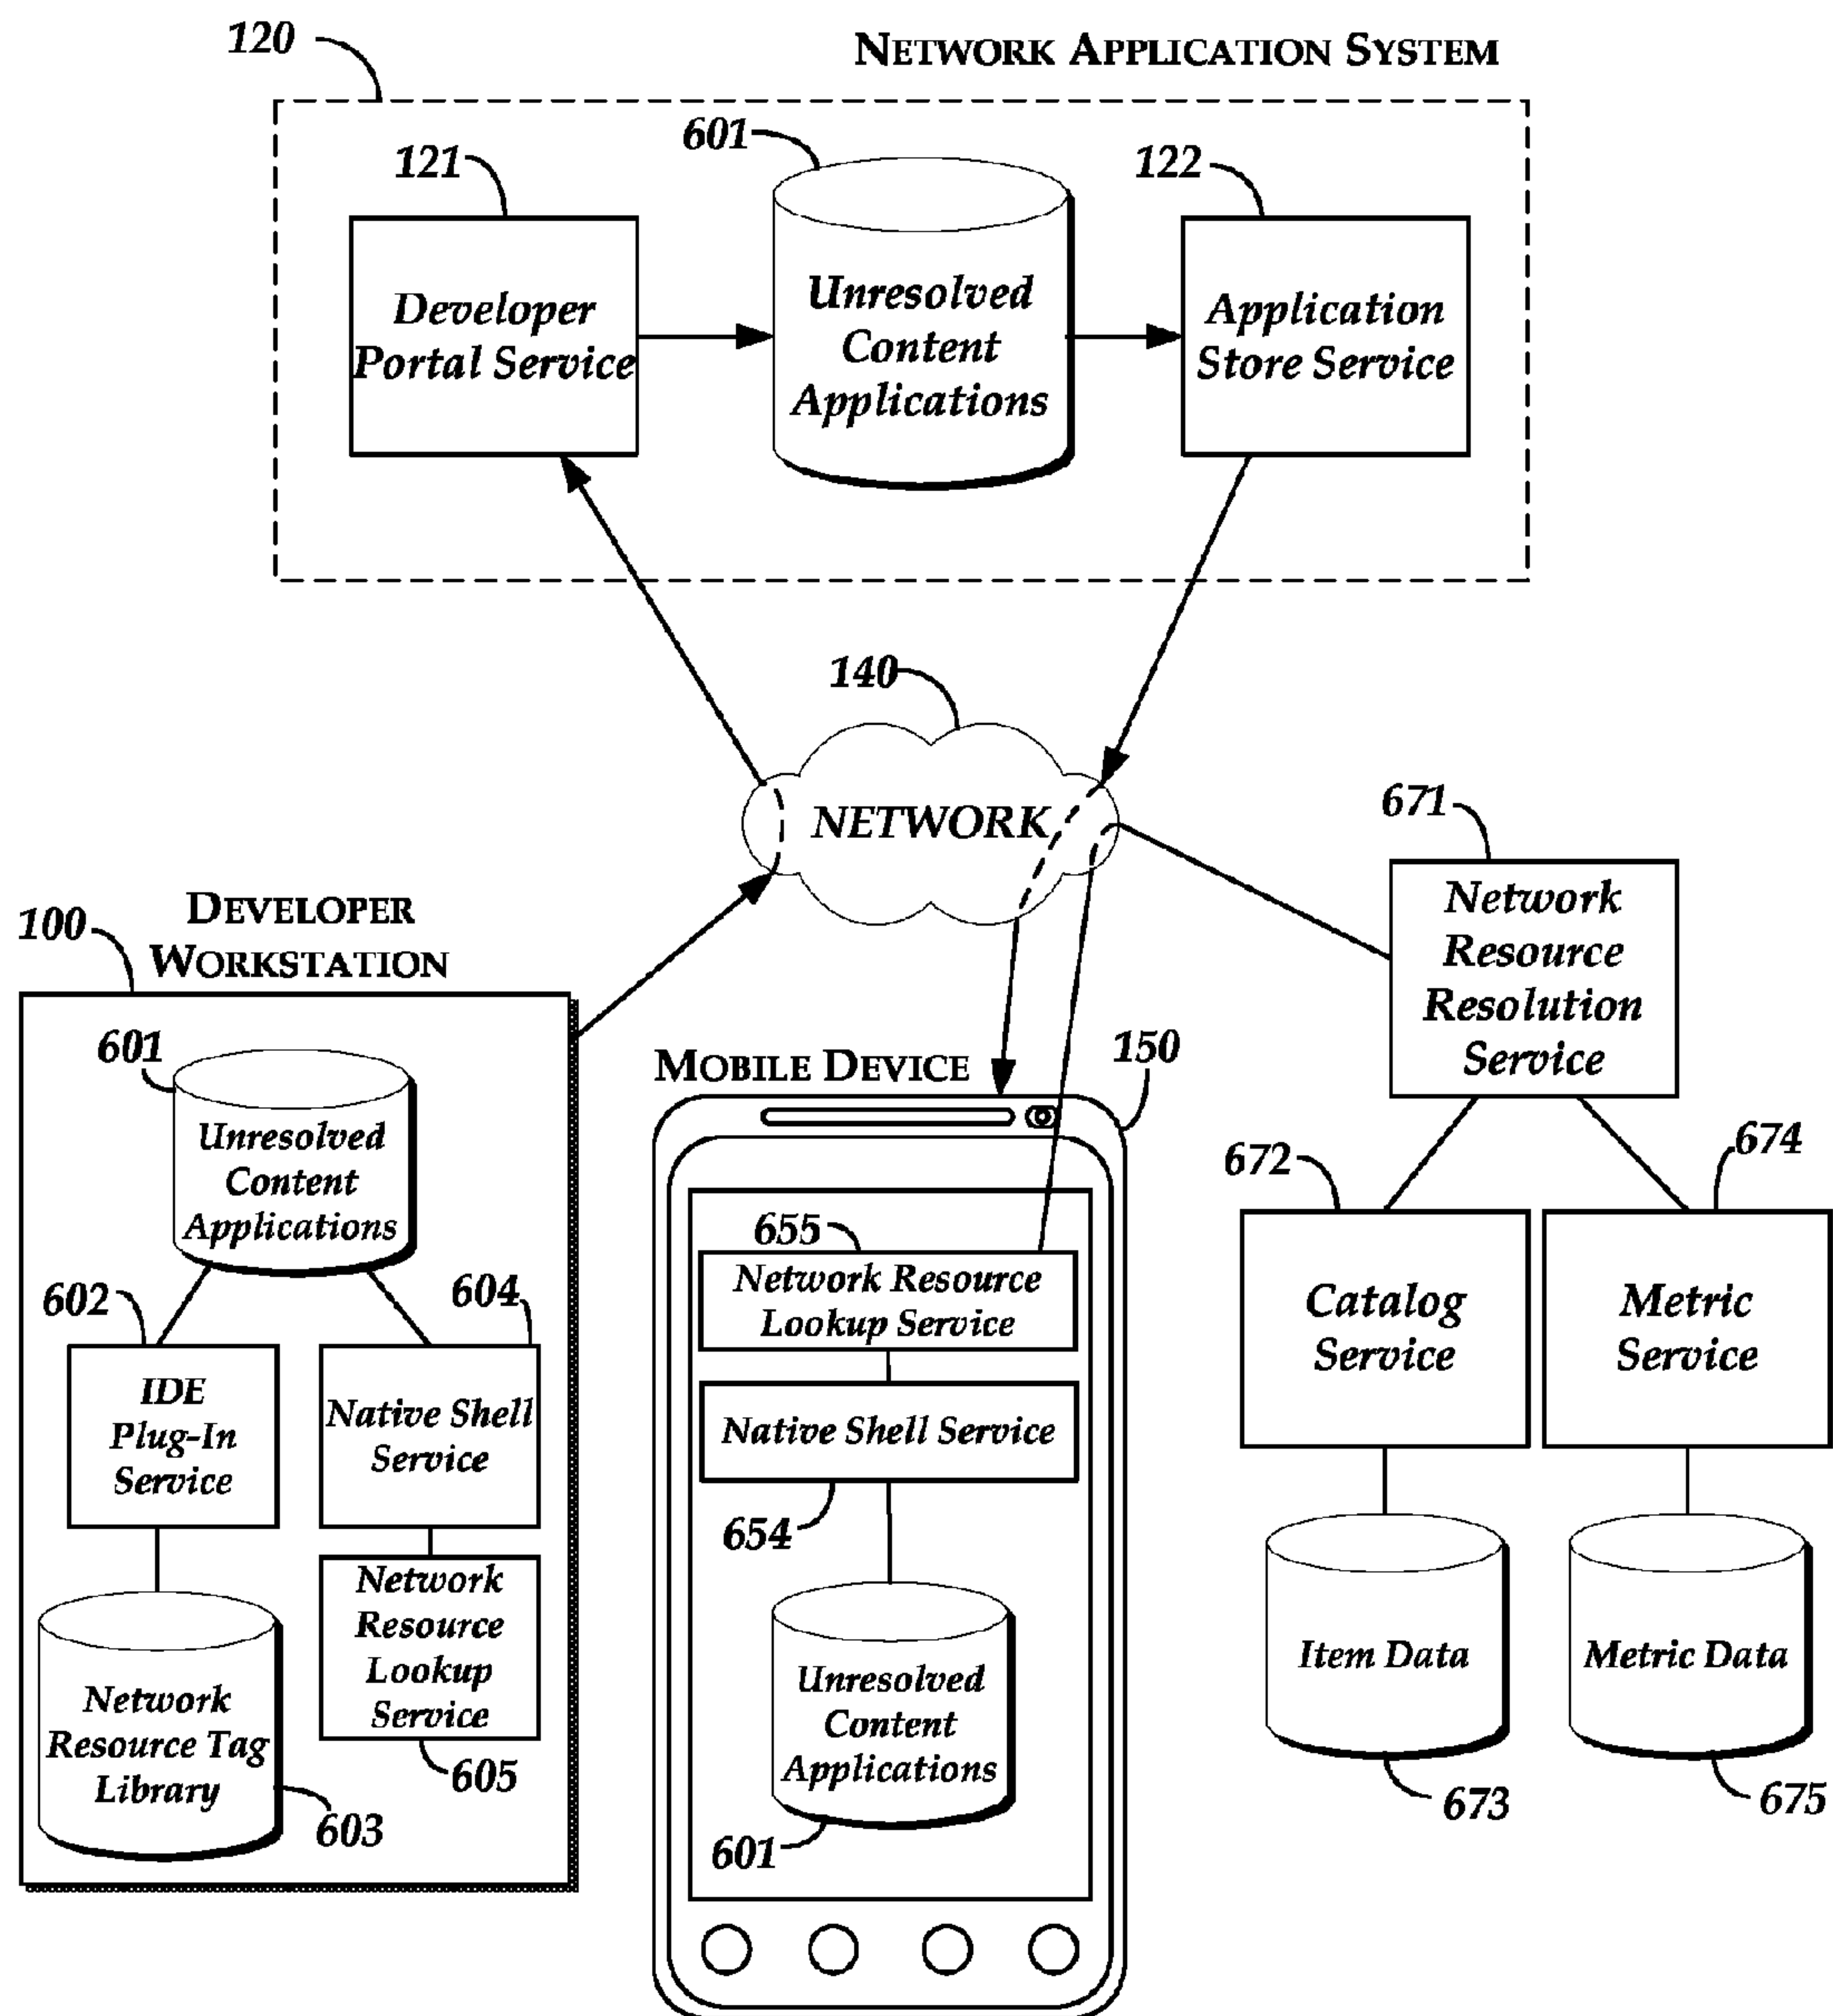 120
NETWORK APPLICATION SYSTEM
121
601
122
Developer
Portal Service
Unresolved
Content
Applications
Application
Store Service
140
NETWORK
671
Network
Resource
Resolution
Service
100
DEVELOPER
WORKSTATION
601
Unresolved
Content
Applications
602
604
IDE
Plug-In
Service
Native Shell
Service
Network
Resource Tag
Library
603
Network
Resource
Lookup
Service
605
MOBILE DEVICE
150
655
Network Resource
Lookup Service
Native Shell Service
654
Unresolved
Content
Applications
601
672
674
Catalog
Service
Metric
Service
Item Data
Metric Data
673
675